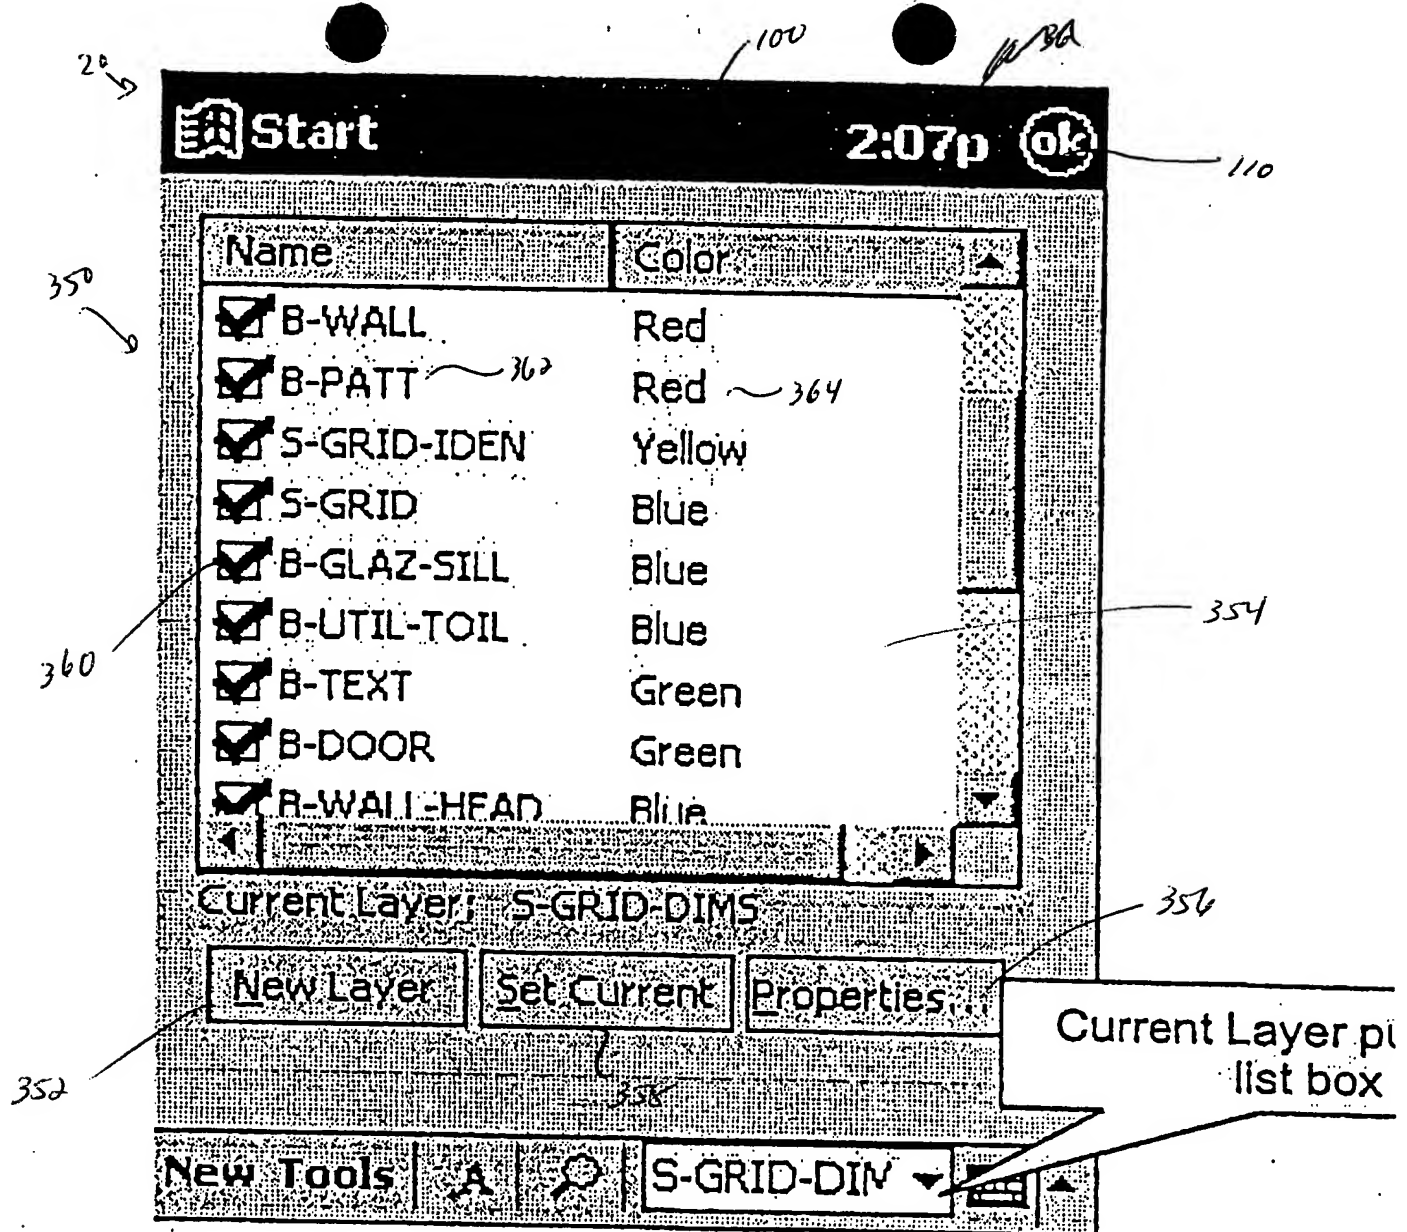 100
20
Start 2:07p ok
110
Name Color
350
B-WALL Red
B-PATT 362 Red 364
S-GRID-IDEN Yellow
S-GRID Blue
B-GLAZ-SILL Blue
B-UTIL-TOIL Blue
354
360
B-TEXT Green
B-DOOR Green
B-WALL-HEAD Blue
Current Layer: S-GRID-DIMS
356
New Layer Set Current Properties...
Current Layer pu
list box
352
358
New Tools A S-GRID-DIM